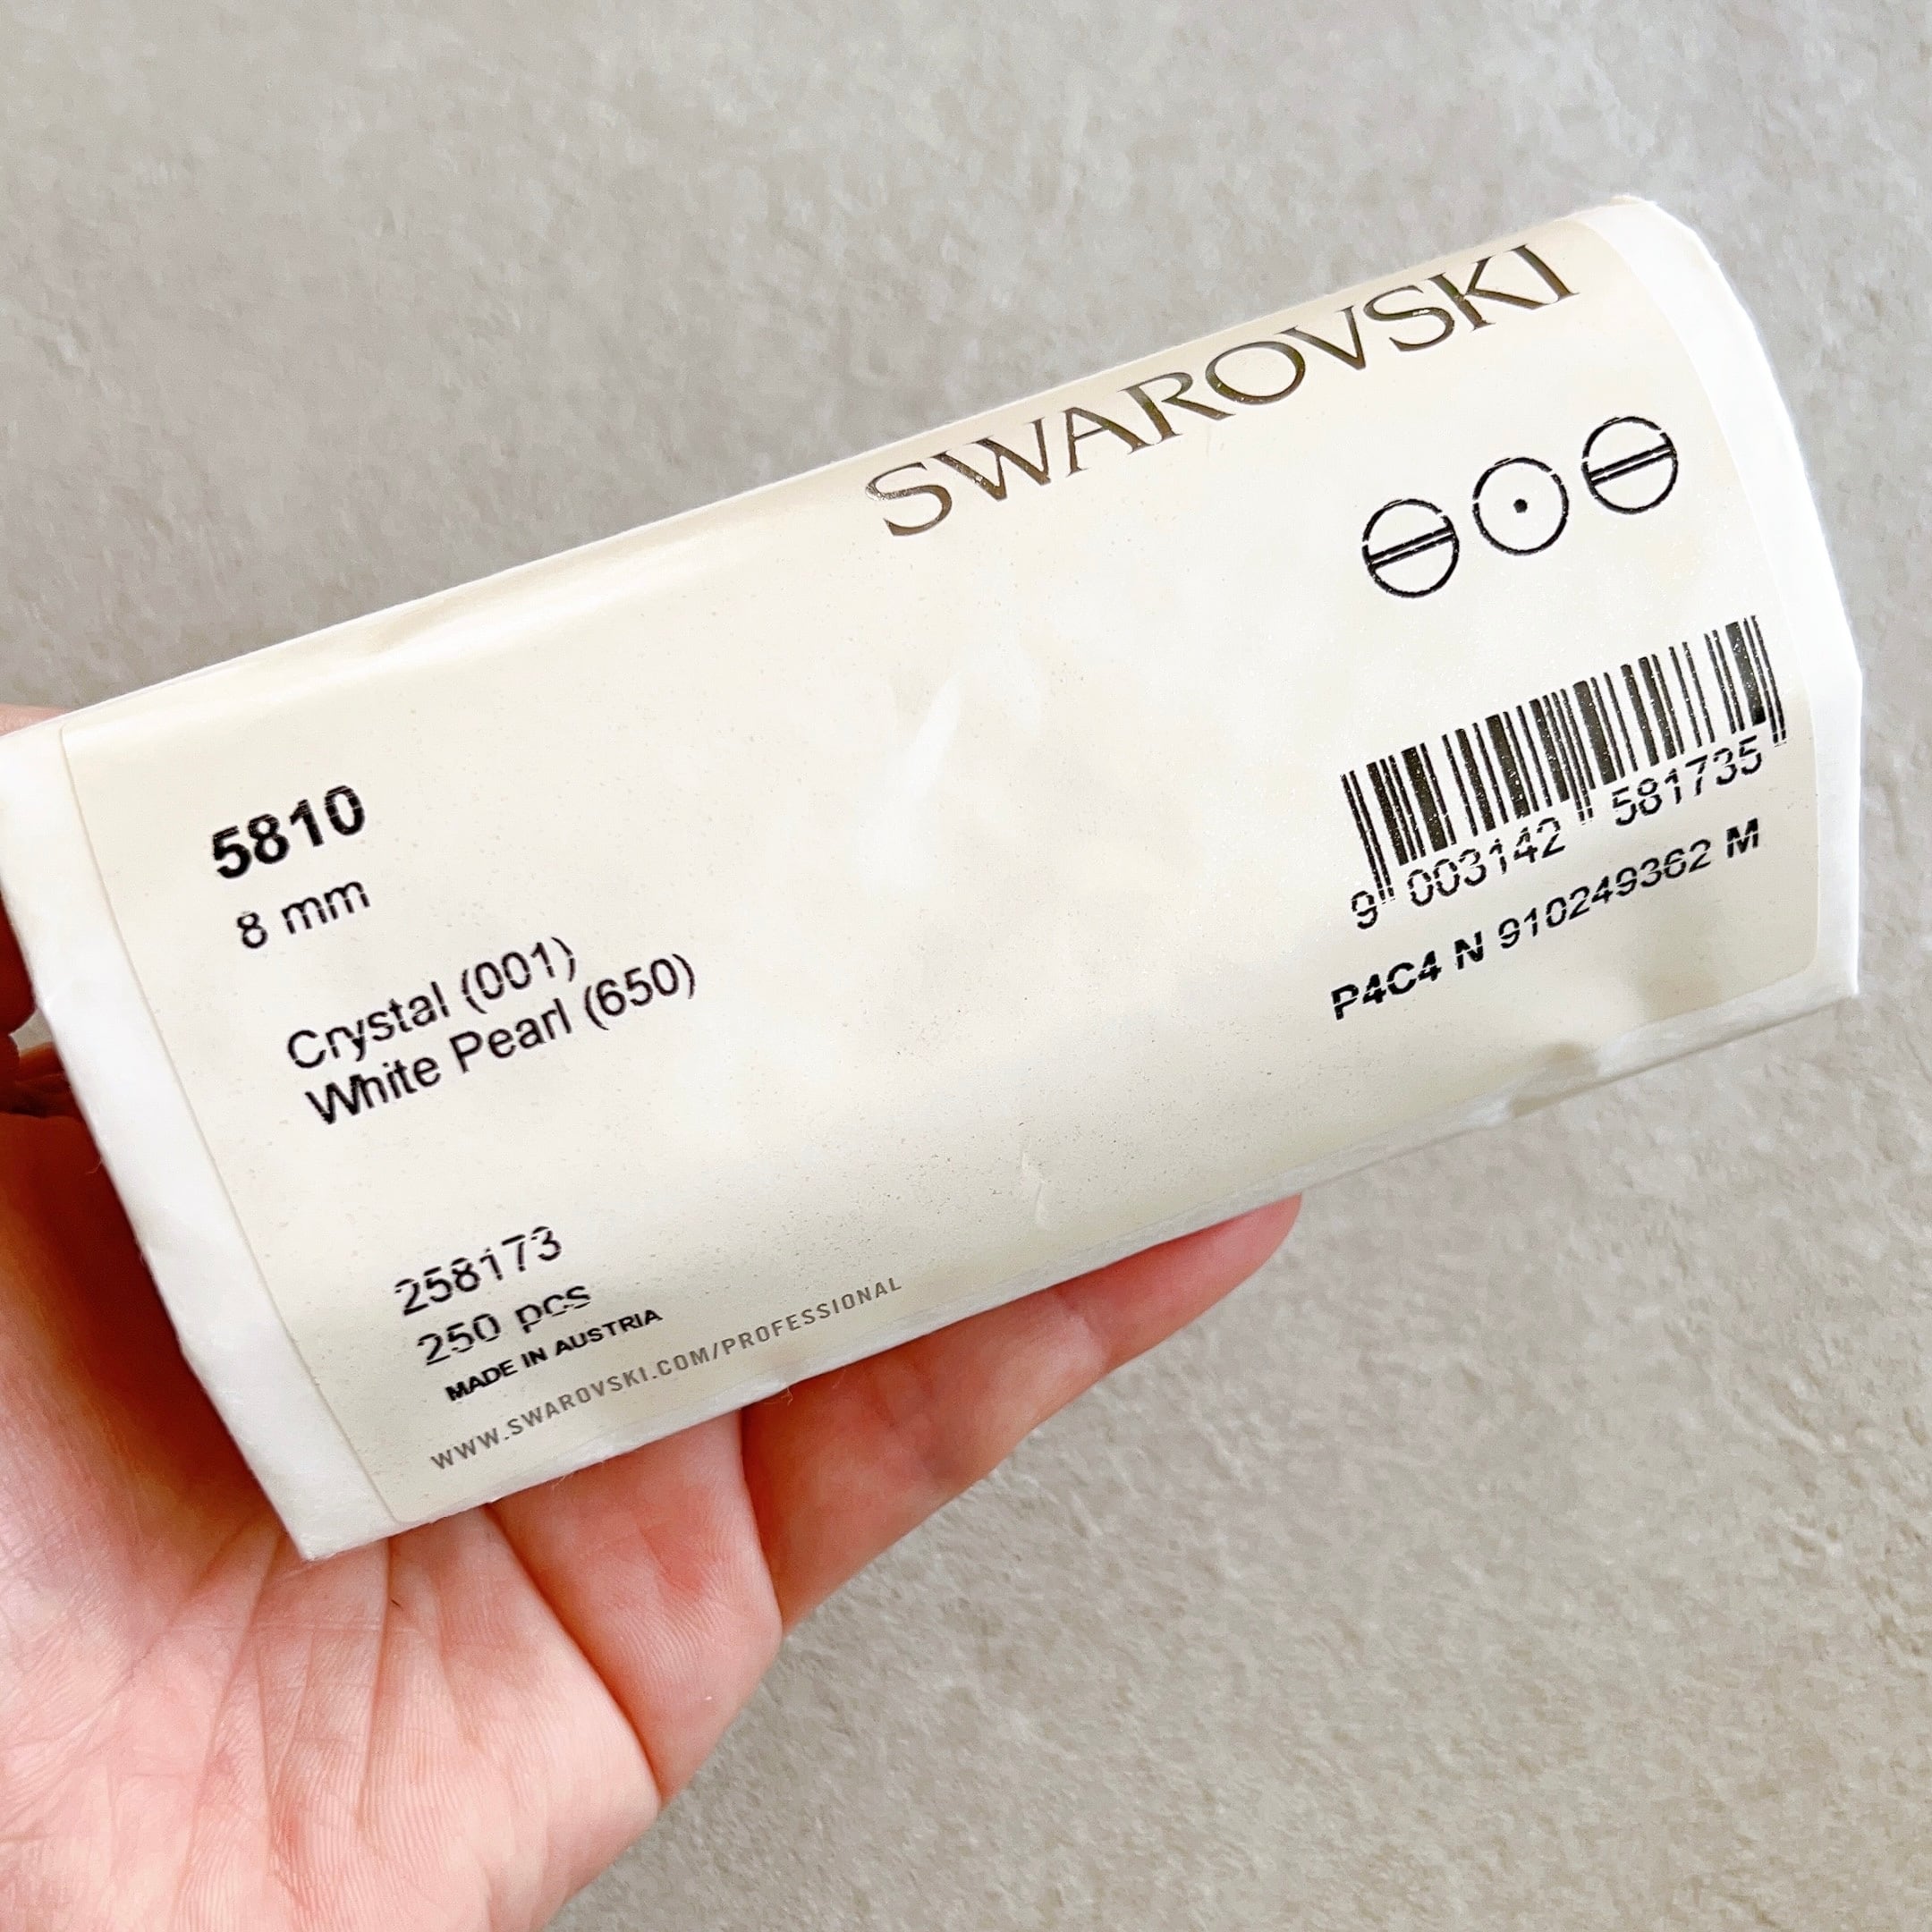 SWAROVSKI
5810
8 mm
Crystal (001)
White Pearl (650)
258173
250 pcs
MADE IN AUSTRIA
WWW.SWAROVSKI.COM/PROFESSIONAL
9 003142 581735
P4C4 N 910249362 M